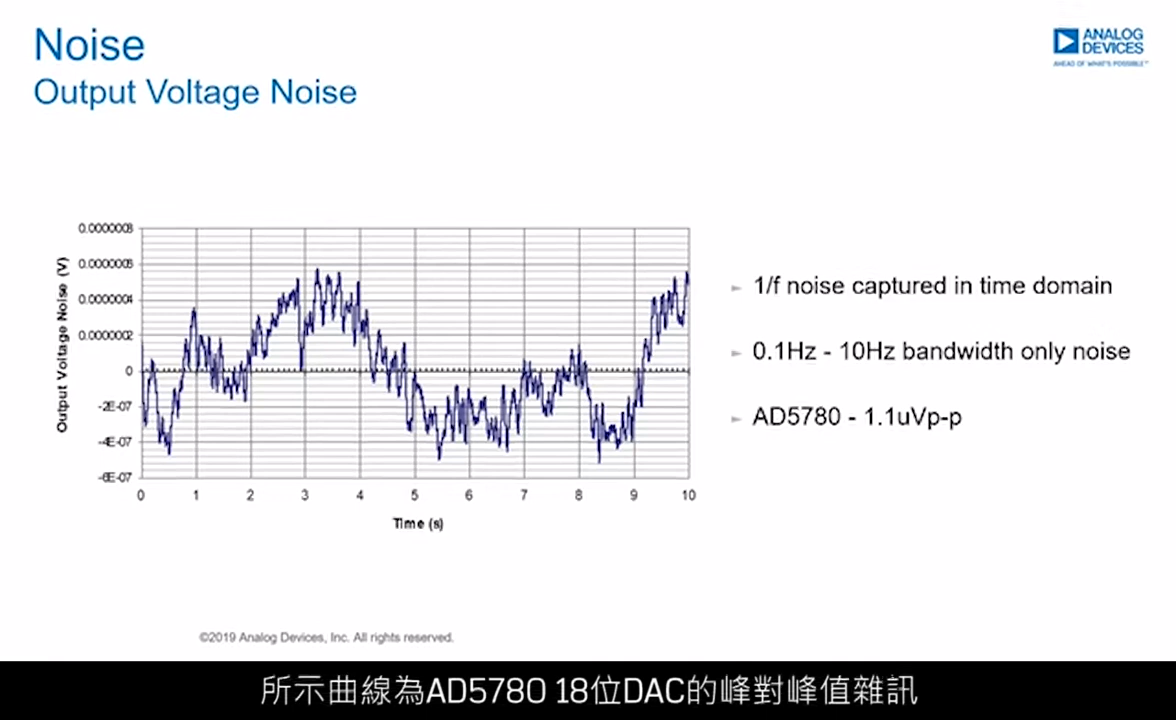 Noise
Output Voltage Noise
ANALOG
DEVICES
AHEAD OF WHAT'S POSSIBLE™
0.0000008
0.0000006
0.0000004
0.0000002
0
-2E-07
-4E-07
-6E-07
Output Voltage Noise (V)
0 1 2 3 4 5 6 7 8 9 10
Time (s)
1/f noise captured in time domain
0.1Hz - 10Hz bandwidth only noise
AD5780 - 1.1uVp-p
©2019 Analog Devices, Inc. All rights reserved.
所示曲線為AD5780 18位DAC的峰對峰值雜訊